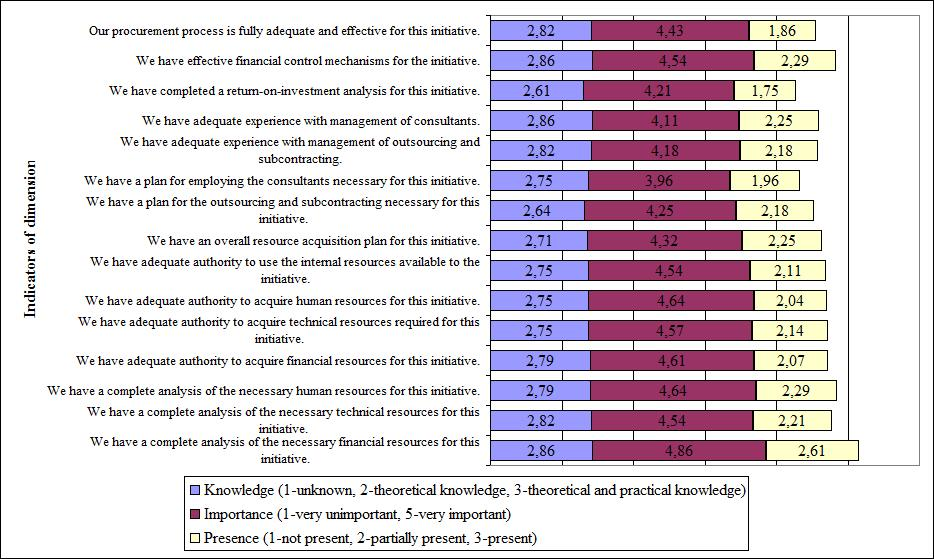 Our procurement process is fully adequate and effective for this initiative.
2,82 4,43 1,86
We have effective financial control mechanisms for the initiative.
2,86 4,54 2,29
We have completed a return-on-investment analysis for this initiative.
2,61 4,21 1,75
We have adequate experience with management of consultants.
2,86 4,11 2,25
We have adequate experience with management of outsourcing and
subcontracting.
2,82 4,18 2,18
We have a plan for employing the consultants necessary for this initiative.
2,75 3,96 1,96
We have a plan for the outsourcing and subcontracting necessary for this
initiative.
2,64 4,25 2,18
We have an overall resource acquisition plan for this initiative.
2,71 4,32 2,25
We have adequate authority to use the internal resources available to the
initiative.
2,75 4,54 2,11
We have adequate authority to acquire human resources for this initiative.
2,75 4,64 2,04
We have adequate authority to acquire technical resources required for this
initiative.
2,75 4,57 2,14
We have adequate authority to acquire financial resources for this initiative.
2,79 4,61 2,07
We have a complete analysis of the necessary human resources for this initiative.
2,79 4,64 2,29
We have a complete analysis of the necessary technical resources for this
initiative.
2,82 4,54 2,21
We have a complete analysis of the necessary financial resources for this
initiative.
2,86 4,86 2,61
Indicators of dimension
Knowledge (1-unknown, 2-theoretical knowledge, 3-theoretical and practical knowledge)
Importance (1-very unimportant, 5-very important)
Presence (1-not present, 2-partially present, 3-present)